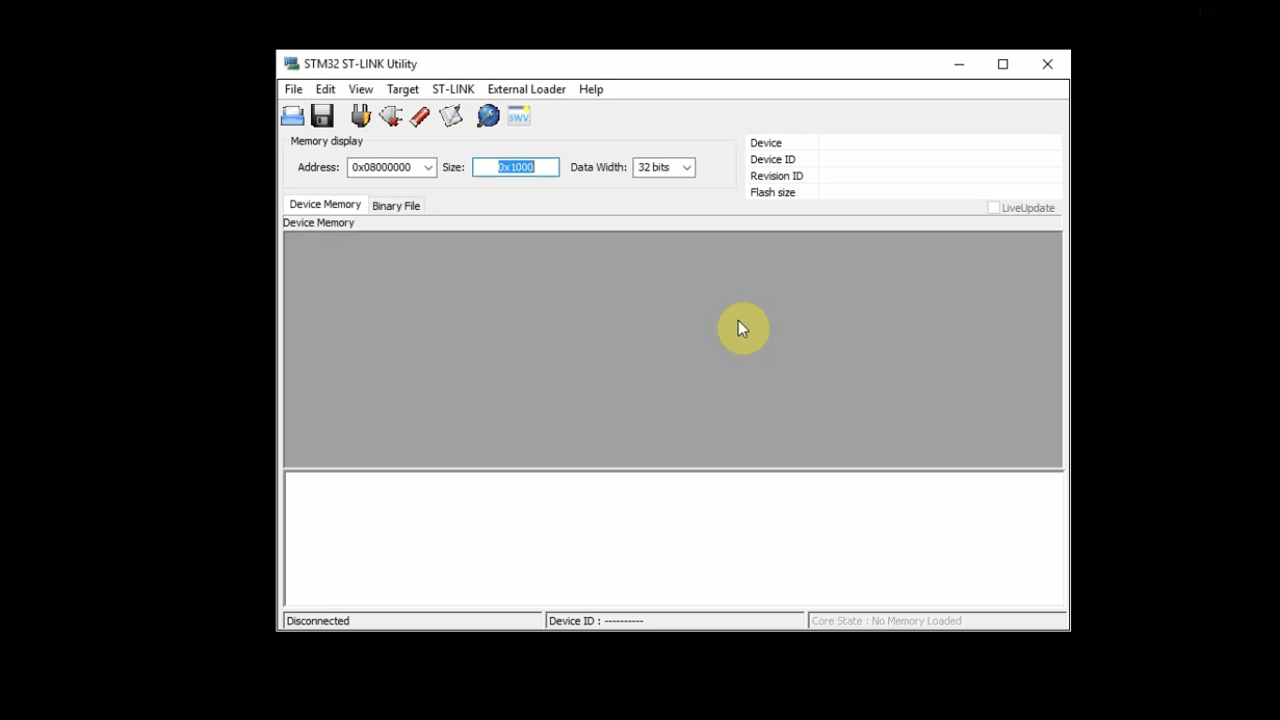 STM32 ST-LINK Utility
File Edit View Target ST-LINK External Loader Help
SWV
Memory display
Address: 0x08000000 Size: 0x1000 Data Width: 32 bits
Device
Device ID
Revision ID
Flash size
Device Memory Binary File
LiveUpdate
Device Memory
Disconnected
Device ID : ----------
Core State : No Memory Loaded